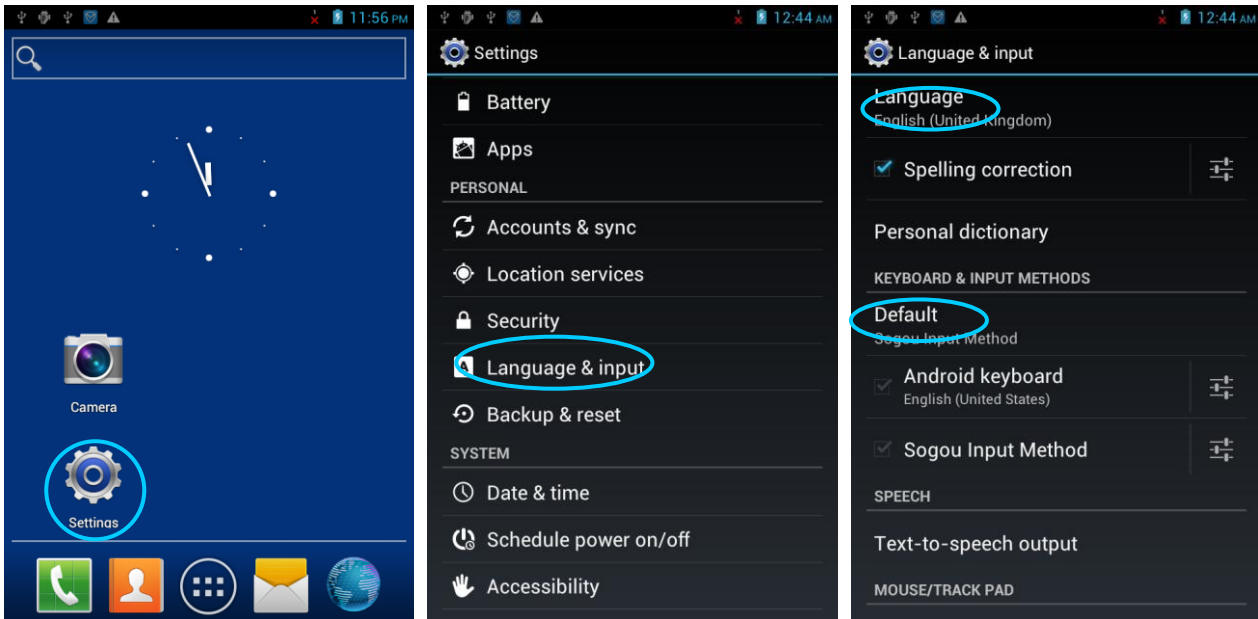 11:56 PM
Camera
Settings
12:44 AM
Settings
Battery
Apps
PERSONAL
Accounts & sync
Location services
Security
A Language & input
Backup & reset
SYSTEM
Date & time
Schedule power on/off
Accessibility
12:44 AM
Language & input
Language
English (United Kingdom)
Spelling correction
Personal dictionary
KEYBOARD & INPUT METHODS
Default
Sogou Input Method
Android keyboard
English (United States)
Sogou Input Method
SPEECH
Text-to-speech output
MOUSE/TRACK PAD